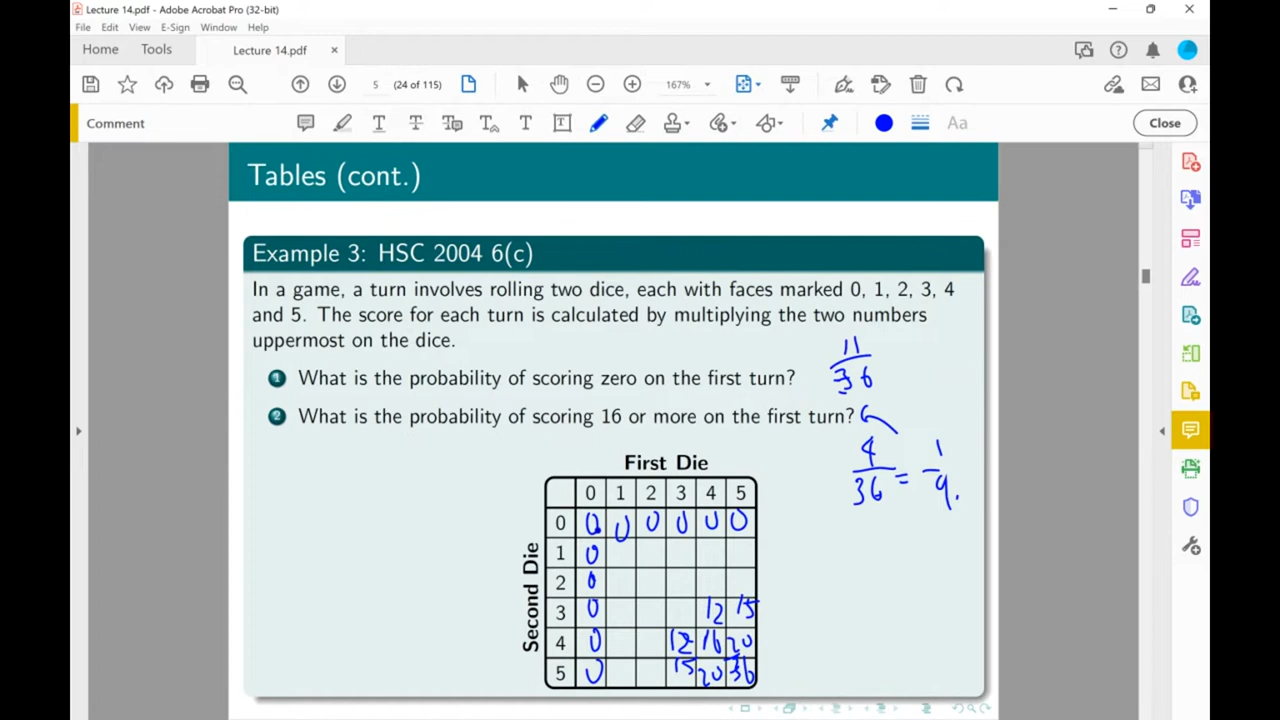 Lecture 14.pdf - Adobe Acrobat Pro (32-bit)
File Edit View E-Sign Window Help
Home Tools Lecture 14.pdf ×
5 (24 of 115) 167%
Comment Close
Tables (cont.)
Example 3: HSC 2004 6(c)
In a game, a turn involves rolling two dice, each with faces marked 0, 1, 2, 3, 4
and 5. The score for each turn is calculated by multiplying the two numbers
uppermost on the dice.
1 What is the probability of scoring zero on the first turn? 11/36
2 What is the probability of scoring 16 or more on the first turn?
4/36 = 1/9.
First Die
Second Die
0 1 2 3 4 5
0 0 0 0 0 0 0
1 0
2 0
3 0 12 15
4 0 12 16 20
5 0 15 20 36